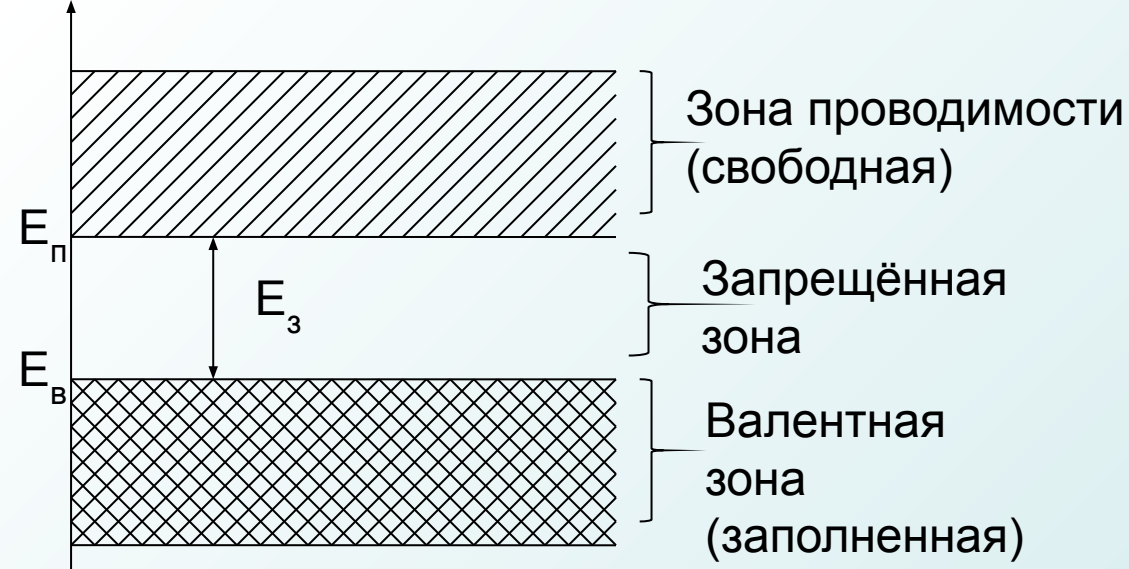 Зона проводимости
(свободная)
Eп
Eз
Запрещённая
зона
Eв
Валентная
зона
(заполненная)